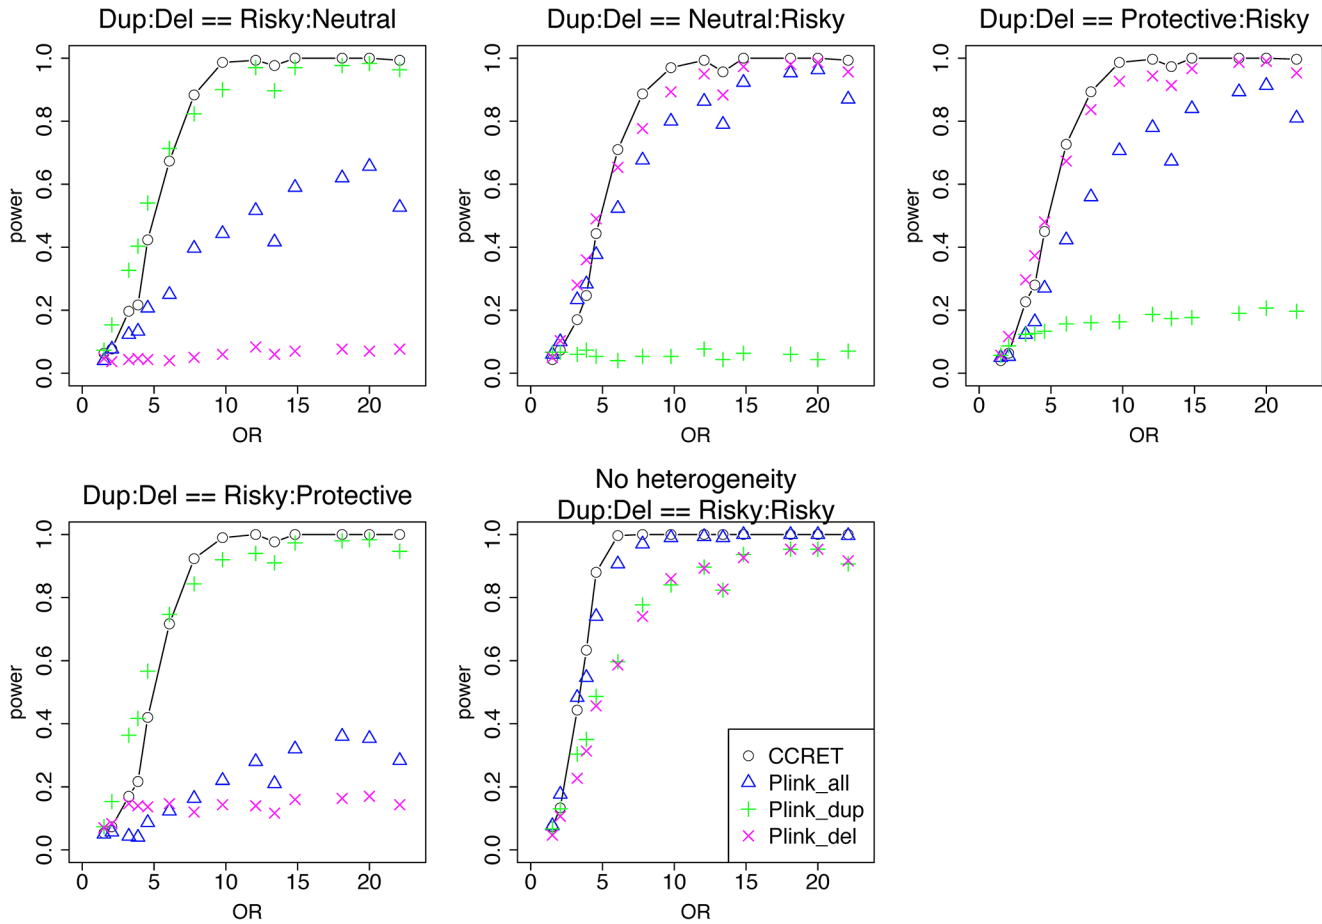 Dup:Del == Risky:Neutral
power
0.0 0.2 0.4 0.6 0.8 1.0
0 5 10 15 20
OR
Dup:Del == Neutral:Risky
power
0.0 0.2 0.4 0.6 0.8 1.0
0 5 10 15 20
OR
Dup:Del == Protective:Risky
power
0.0 0.2 0.4 0.6 0.8 1.0
0 5 10 15 20
OR
Dup:Del == Risky:Protective
power
0.0 0.2 0.4 0.6 0.8 1.0
0 5 10 15 20
OR
No heterogeneity
Dup:Del == Risky:Risky
power
0.0 0.2 0.4 0.6 0.8 1.0
0 5 10 15 20
OR
CCRET
Plink_all
Plink_dup
Plink_del